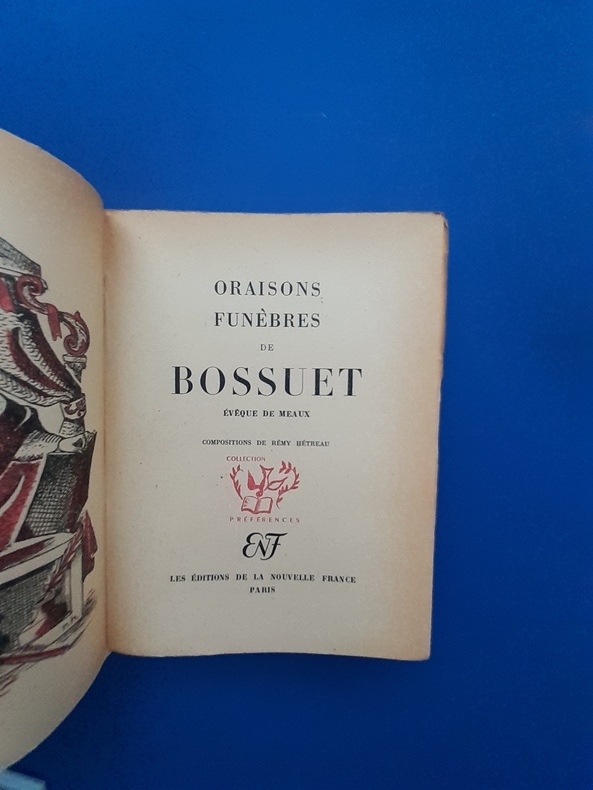 ORAISONS
FUNÈBRES
DE
BOSSUET
ÉVÊQUE DE MEAUX
COMPOSITIONS DE RÉMY HÉTREAU
COLLECTION
PRÉFÉRENCES
ENF
LES ÉDITIONS DE LA NOUVELLE FRANCE
PARIS